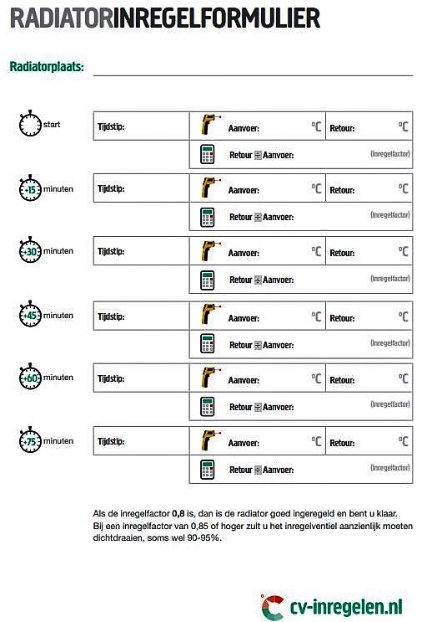 RADIATORINREGELFORMULIER
Radiatorplaats:
start
Tijdstip:
Aanvoer: °C Retour: °C
Retour ÷ Aanvoer: (inregelfactor)
+15 minuten
Tijdstip:
Aanvoer: °C Retour: °C
Retour ÷ Aanvoer: (inregelfactor)
+30 minuten
Tijdstip:
Aanvoer: °C Retour: °C
Retour ÷ Aanvoer: (inregelfactor)
+45 minuten
Tijdstip:
Aanvoer: °C Retour: °C
Retour ÷ Aanvoer: (inregelfactor)
+60 minuten
Tijdstip:
Aanvoer: °C Retour: °C
Retour ÷ Aanvoer: (inregelfactor)
+75 minuten
Tijdstip:
Aanvoer: °C Retour: °C
Retour ÷ Aanvoer: (inregelfactor)
Als de inregelfactor 0,8 is, dan is de radiator goed ingeregeld en bent u klaar.
Bij een inregelfactor van 0,85 of hoger zult u het inregelventiel aanzienlijk moeten
dichtdraaien, soms wel 90-95%.
cv-inregelen.nl